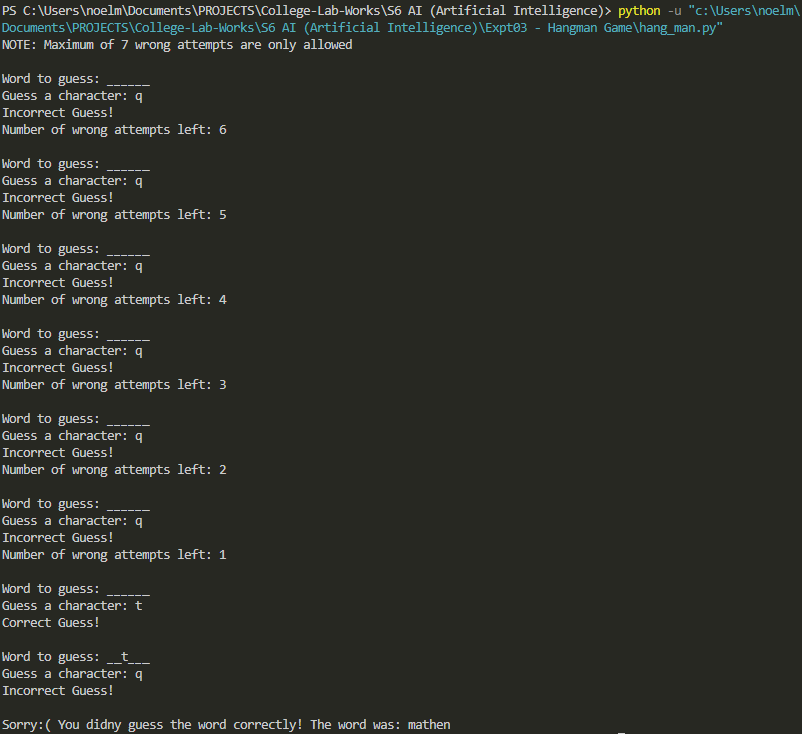 PS C:\Users\noelm\Documents\PROJECTS\College-Lab-Works\S6 AI (Artificial Intelligence)> python -u "c:\Users\noelm\
Documents\PROJECTS\College-Lab-Works\S6 AI (Artificial Intelligence)\Expt03 - Hangman Game\hang_man.py"
NOTE: Maximum of 7 wrong attempts are only allowed

Word to guess: ______
Guess a character: q
Incorrect Guess!
Number of wrong attempts left: 6

Word to guess: ______
Guess a character: q
Incorrect Guess!
Number of wrong attempts left: 5

Word to guess: ______
Guess a character: q
Incorrect Guess!
Number of wrong attempts left: 4

Word to guess: ______
Guess a character: q
Incorrect Guess!
Number of wrong attempts left: 3

Word to guess: ______
Guess a character: q
Incorrect Guess!
Number of wrong attempts left: 2

Word to guess: ______
Guess a character: q
Incorrect Guess!
Number of wrong attempts left: 1

Word to guess: ______
Guess a character: t
Correct Guess!

Word to guess: __t___
Guess a character: q
Incorrect Guess!

Sorry:( You didny guess the word correctly! The word was: mathen